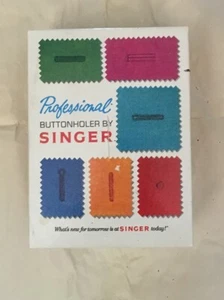 Professional
BUTTONHOLER BY
SINGER
What's new for tomorrow is at SINGER today!*